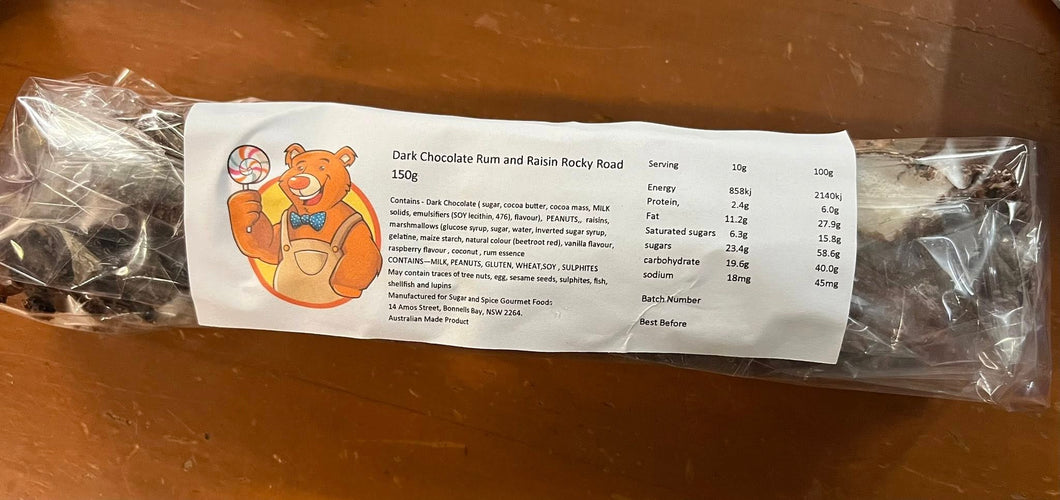 Dark Chocolate Rum and Raisin Rocky Road
150g
Contains - Dark Chocolate ( sugar, cocoa butter, cocoa mass, MILK
solids, emulsifiers (SOY lecithin, 476), flavour), PEANUTS,, raisins,
marshmallows (glucose syrup, sugar, water, inverted sugar syrup,
gelatine, maize starch, natural colour (beetroot red), vanilla flavour,
raspberry flavour , coconut , rum essence
CONTAINS—MILK, PEANUTS, GLUTEN, WHEAT,SOY , SULPHITES
May contain traces of tree nuts, egg, sesame seeds, sulphites, fish,
shellfish and lupins
Manufactured for Sugar and Spice Gourmet Foods
14 Amos Street, Bonnells Bay, NSW 2264.
Australian Made Product
Serving 10g 100g
Energy 858kj 2140kj
Protein, 2.4g 6.0g
Fat 11.2g 27.9g
Saturated sugars 6.3g 15.8g
sugars 23.4g 58.6g
carbohydrate 19.6g 40.0g
sodium 18mg 45mg
Batch Number
Best Before